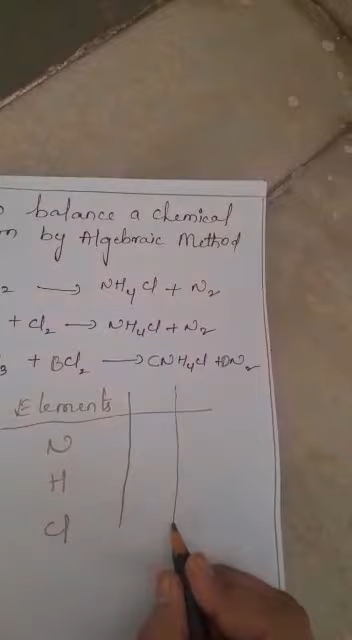 balance a chemical
by Algebraic Method
2 → NH4Cl + N2
+ Cl2 → NH4Cl + N2
3 + BCl2 → CNH4Cl + DN2
Elements
N
H
Cl